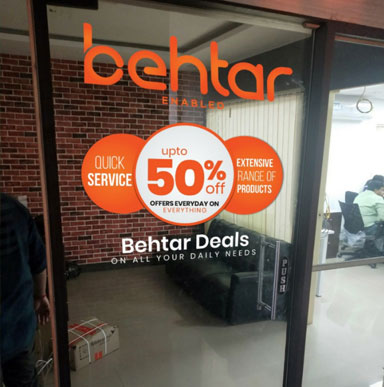 behtar
ENABLED
QUICK
SERVICE
upto
50% off
OFFERS EVERYDAY ON
EVERYTHING
EXTENSIVE
RANGE OF
PRODUCTS
Behtar Deals
ON ALL YOUR DAILY NEEDS
PUSH